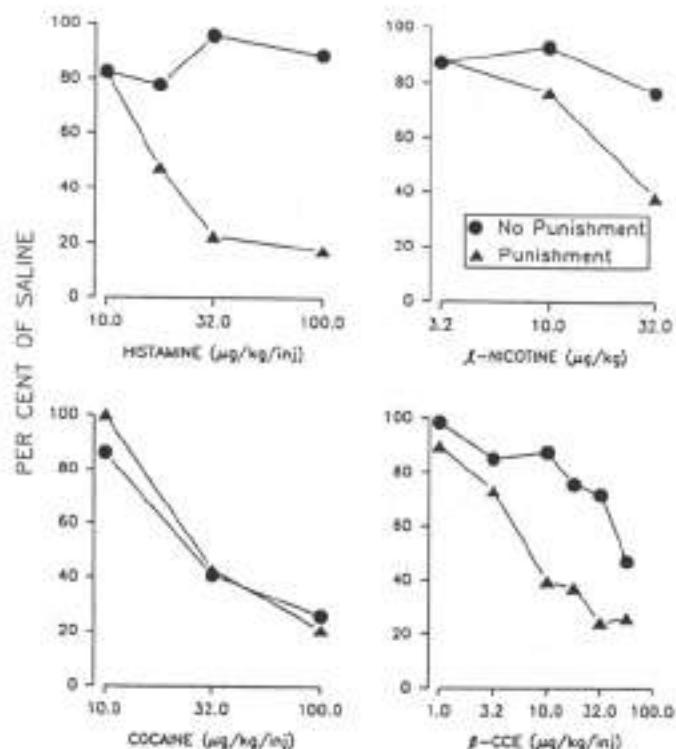 PER CENT OF SALINE
100
80
60
40
20
0
10.0 32.0 100.0
HISTAMINE (μg/kg/inj)
100
80
60
40
20
0
3.2 10.0 32.0
ℓ-NICOTINE (μg/kg)
No Punishment
Punishment
100
80
60
40
20
0
10.0 32.0 100.0
COCAINE (μg/kg/inj)
100
80
60
40
20
0
1.0 3.2 10.0 32.0 100.0
β-CCE (μg/kg/inj)